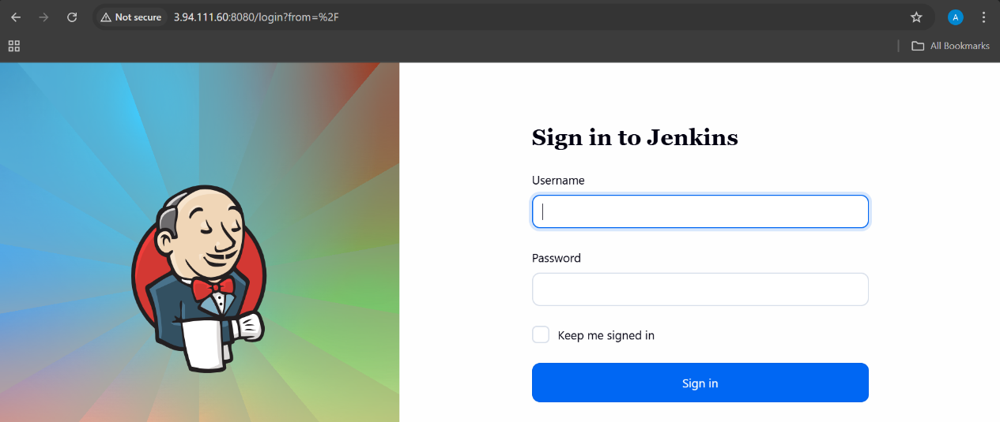 Not secure 3.94.111.60:8080/login?from=%2F A
All Bookmarks
Sign in to Jenkins
Username
Password
Keep me signed in
Sign in